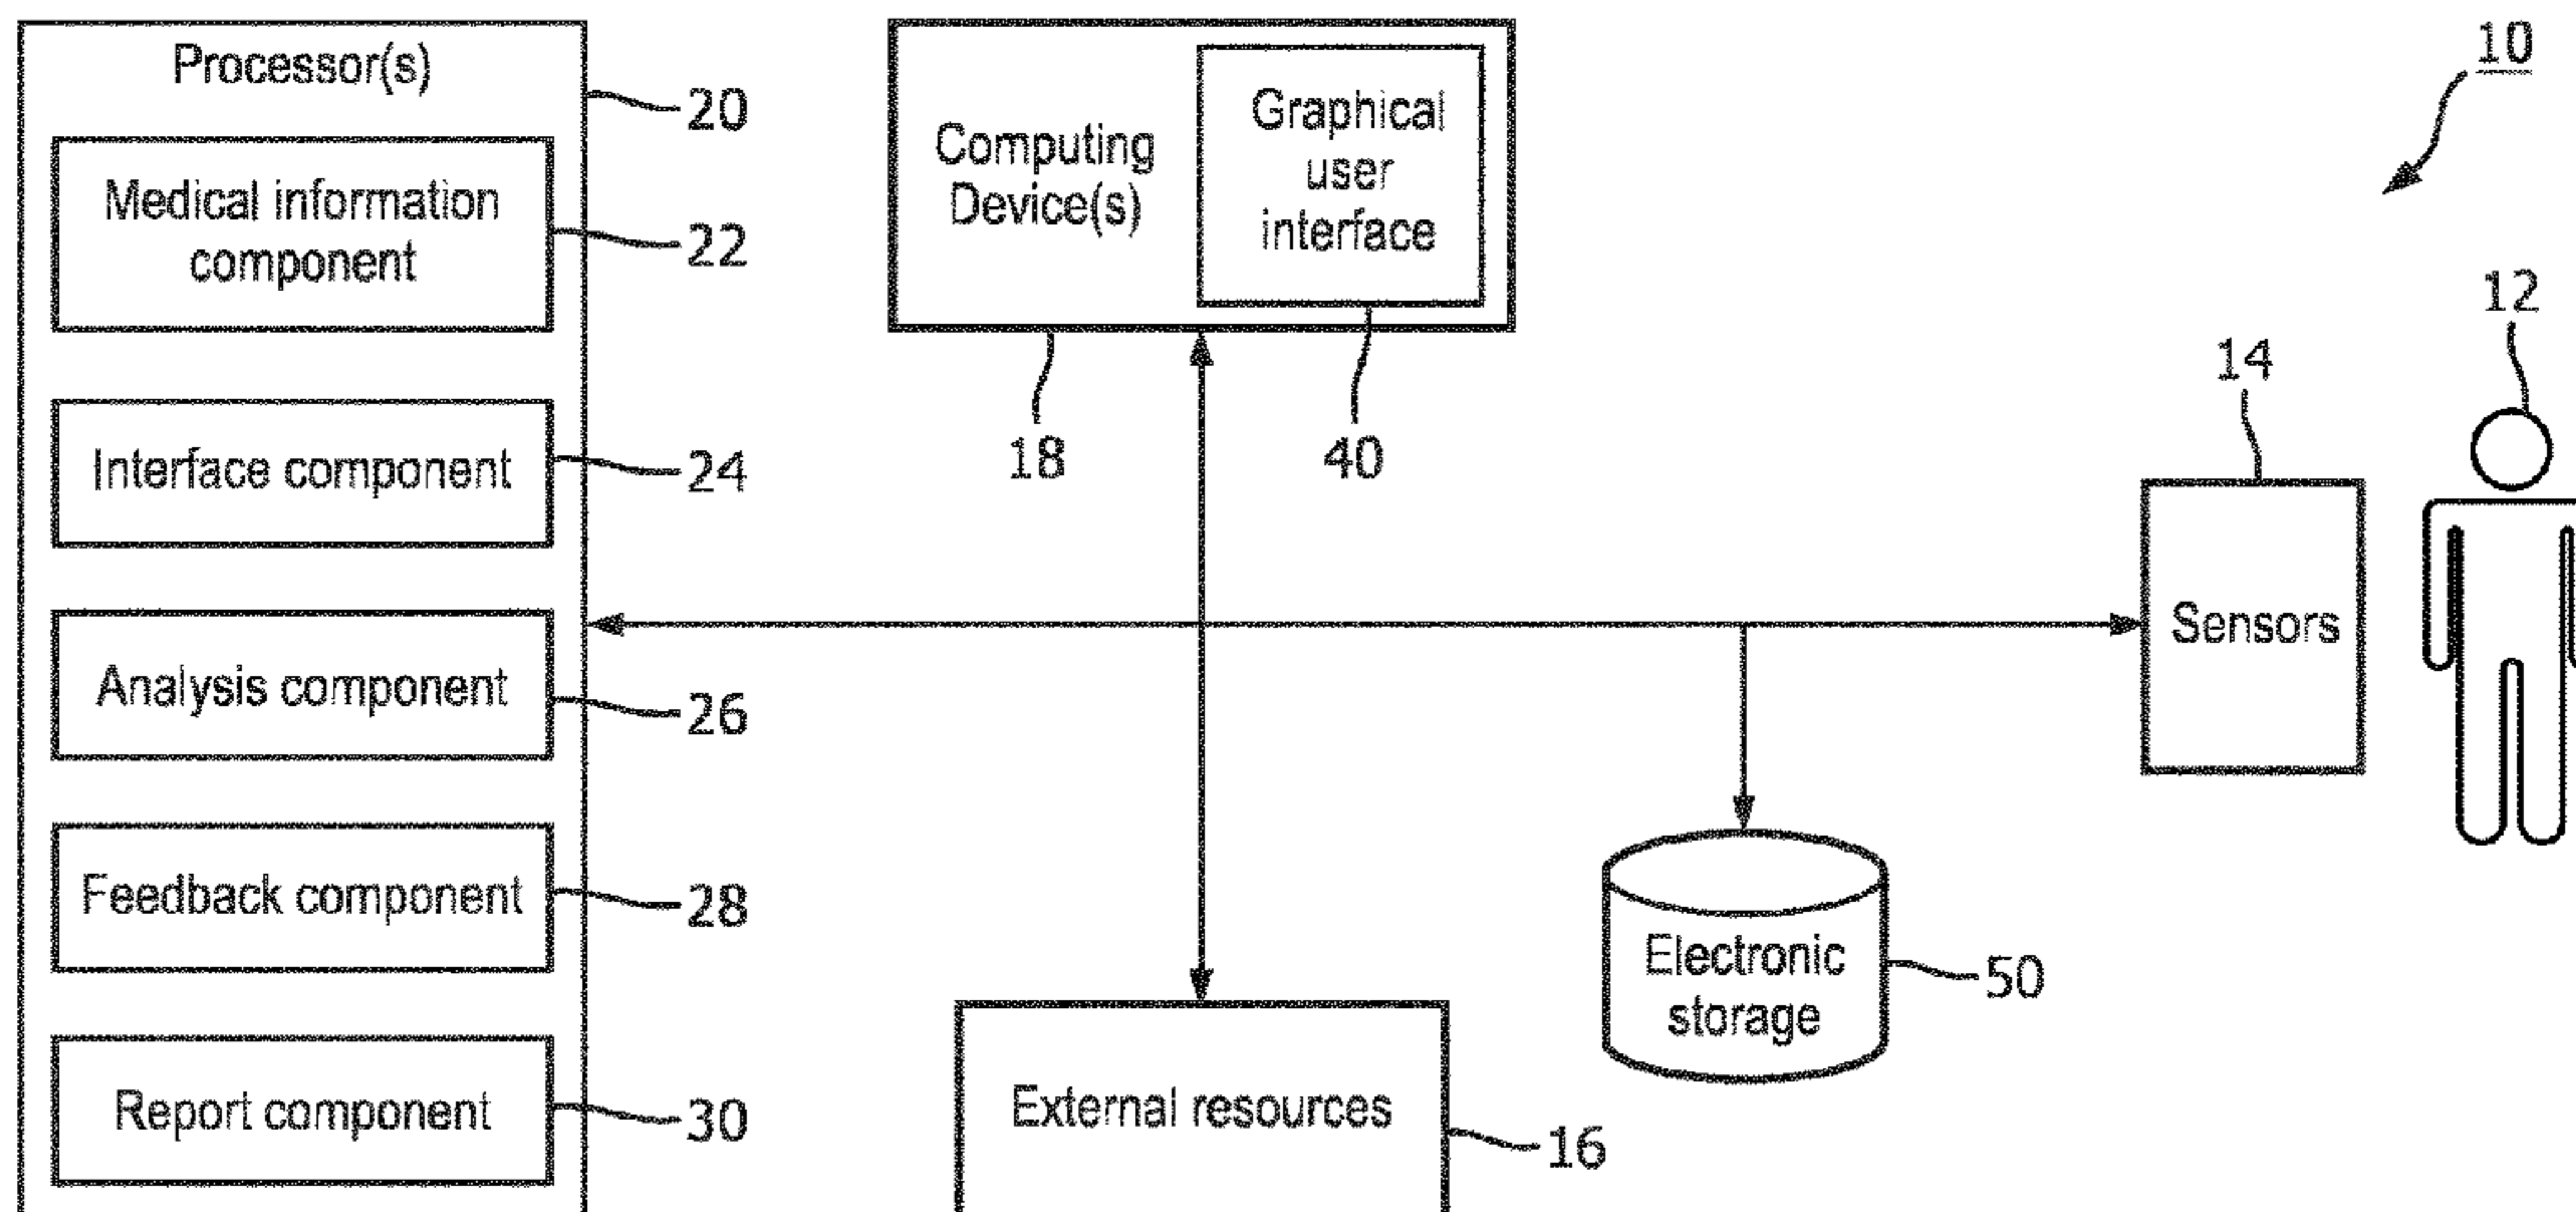 Processor(s)
20
Medical information
component
22
Interface component
24
Analysis component
26
Feedback component
28
Report component
30
Computing
Device(s)
Graphical
user
interface
18
40
10
12
14
Sensors
Electronic
storage
50
External resources
16